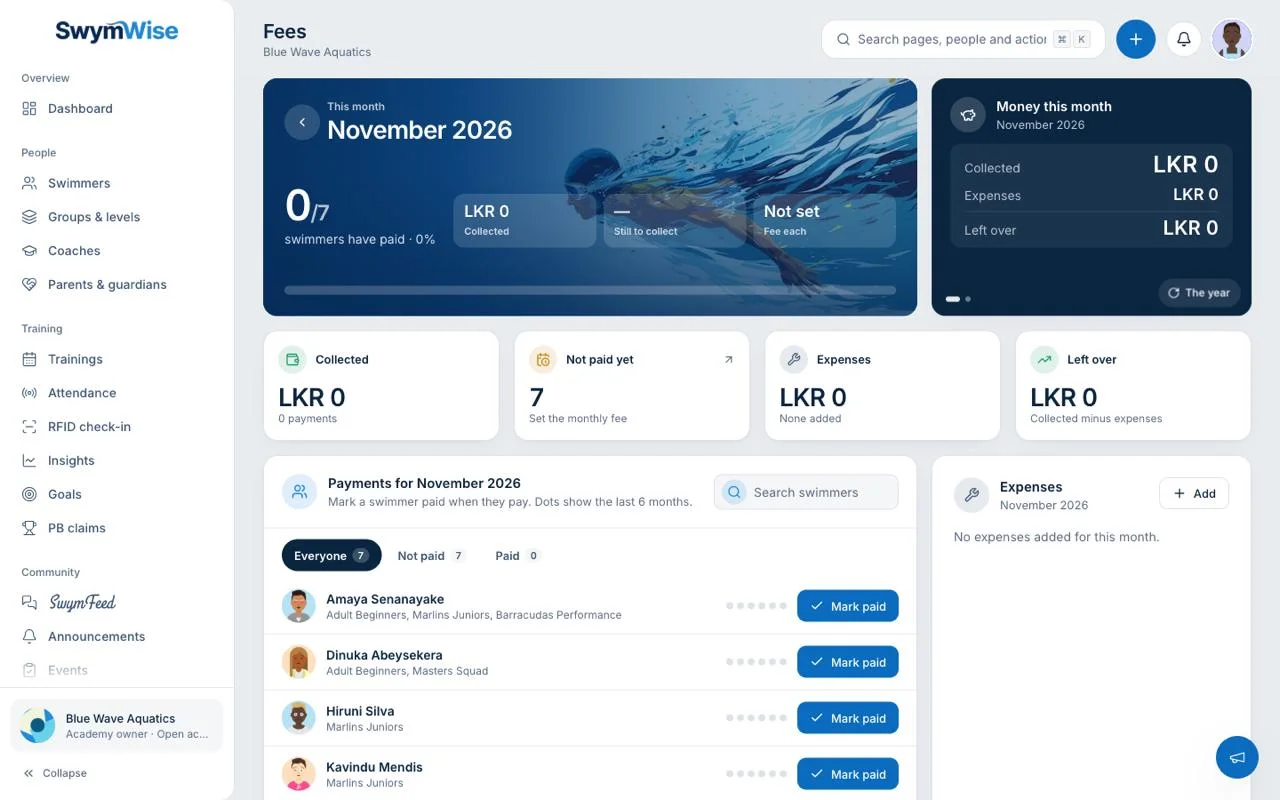 SwymWise
Overview
Dashboard
People
Swimmers
Groups & levels
Coaches
Parents & guardians
Training
Trainings
Attendance
RFID check-in
Insights
Goals
PB claims
Community
SwymFeed
Announcements
Events
Blue Wave Aquatics
Academy owner · Open ac...
Collapse
Fees
Blue Wave Aquatics
Search pages, people and action
⌘ K
This month
November 2026
0/7
swimmers have paid · 0%
LKR 0
Collected
—
Still to collect
Not set
Fee each
Money this month
November 2026
Collected LKR 0
Expenses LKR 0
Left over LKR 0
The year
Collected
LKR 0
0 payments
Not paid yet
7
Set the monthly fee
Expenses
LKR 0
None added
Left over
LKR 0
Collected minus expenses
Payments for November 2026
Mark a swimmer paid when they pay. Dots show the last 6 months.
Search swimmers
Everyone 7 Not paid 7 Paid 0
Amaya Senanayake
Adult Beginners, Marlins Juniors, Barracudas Performance
Mark paid
Dinuka Abeysekera
Adult Beginners, Masters Squad
Mark paid
Hiruni Silva
Marlins Juniors
Mark paid
Kavindu Mendis
Marlins Juniors
Mark paid
Expenses
November 2026
Add
No expenses added for this month.